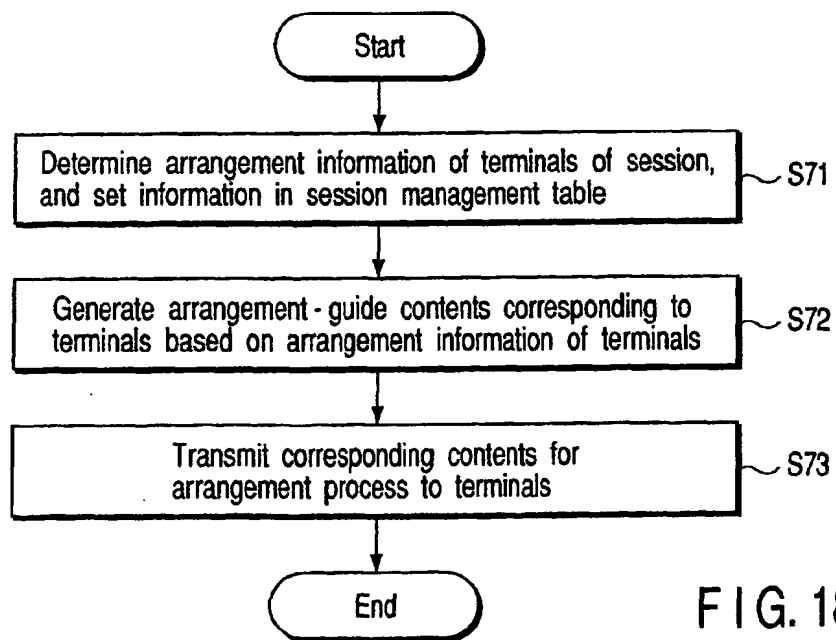 Start
Determine arrangement information of terminals of session,
and set information in session management table
S71
Generate arrangement-guide contents corresponding to
terminals based on arrangement information of terminals
S72
Transmit corresponding contents for
arrangement process to terminals
S73
End
FIG. 18